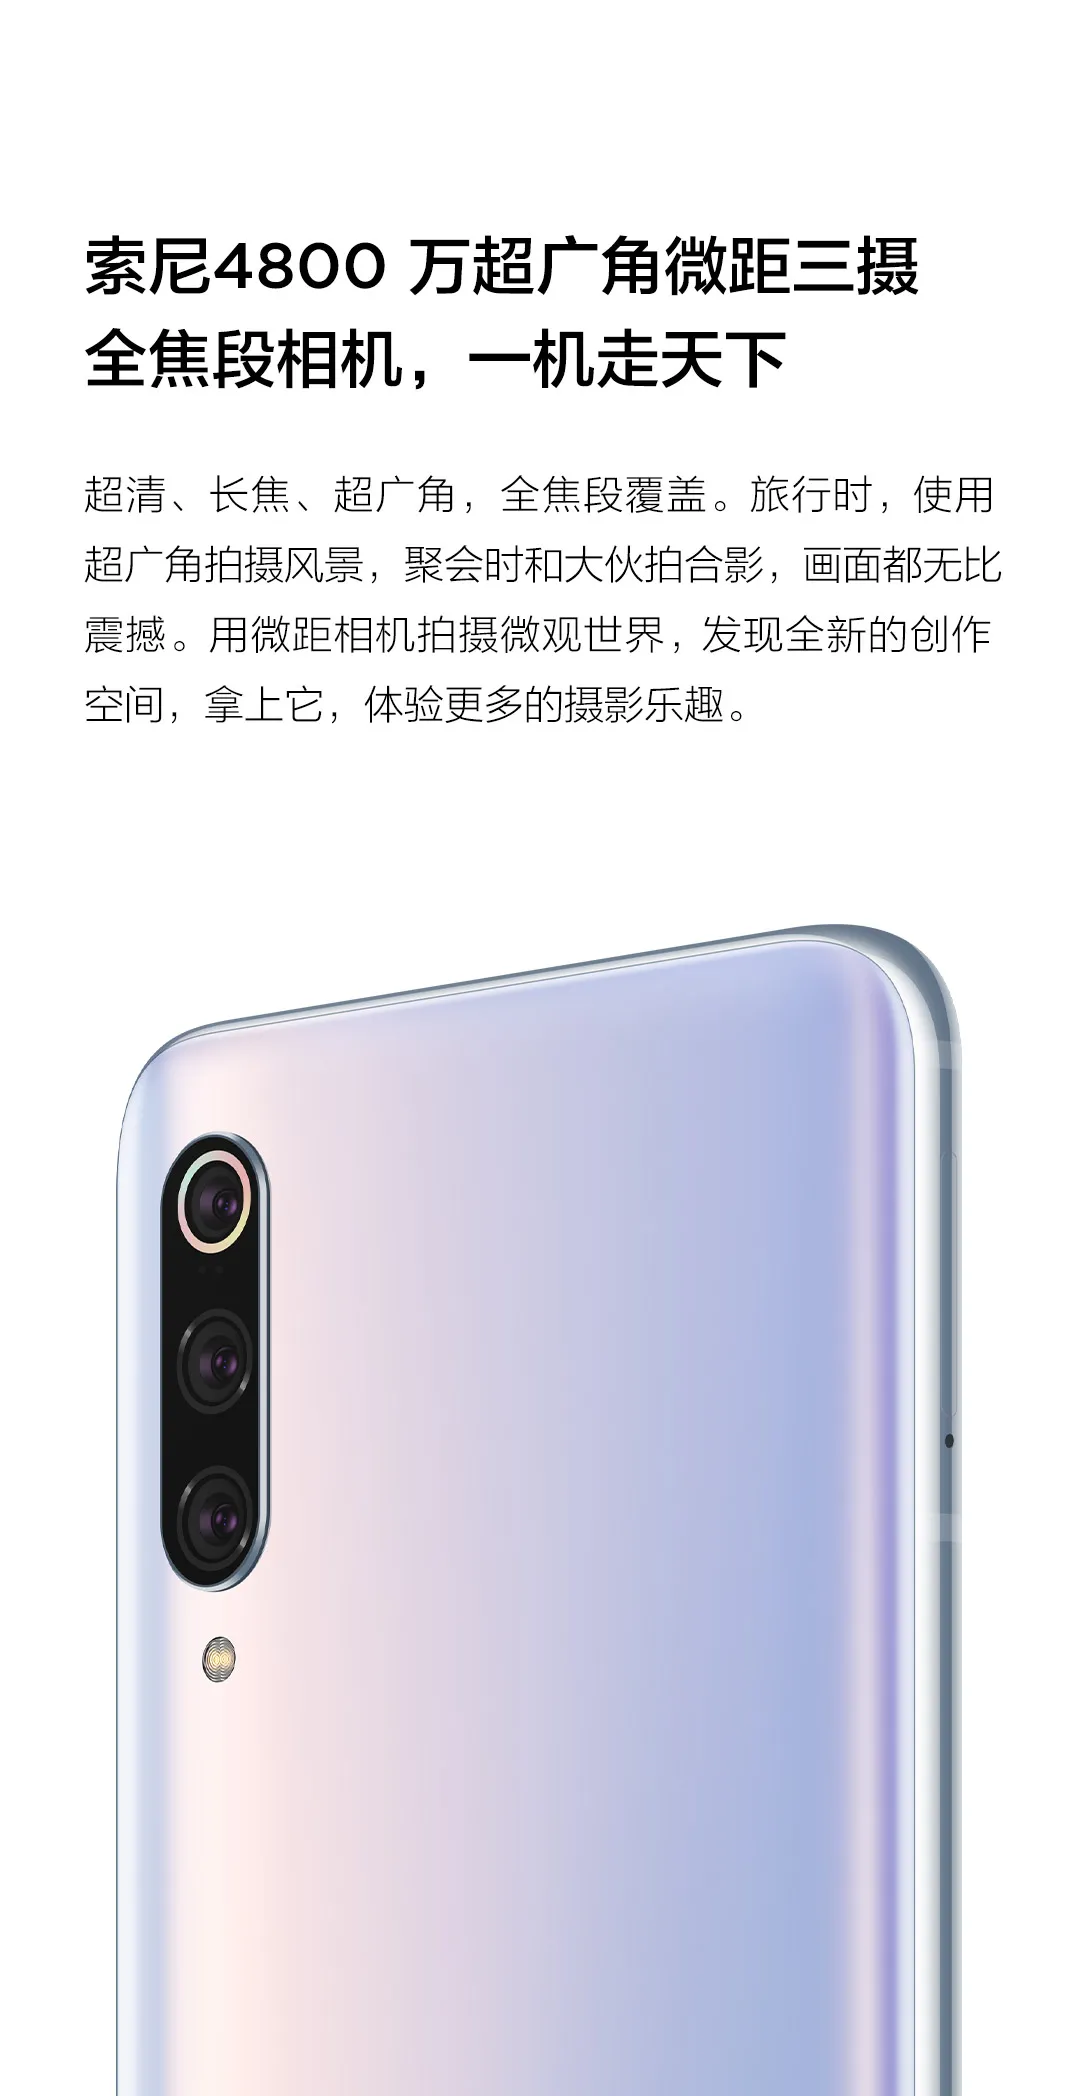 索尼4800 万超广角微距三摄
全焦段相机，一机走天下
超清、长焦、超广角，全焦段覆盖。旅行时，使用
超广角拍摄风景，聚会时和大伙拍合影，画面都无比
震撼。用微距相机拍摄微观世界，发现全新的创作
空间，拿上它，体验更多的摄影乐趣。